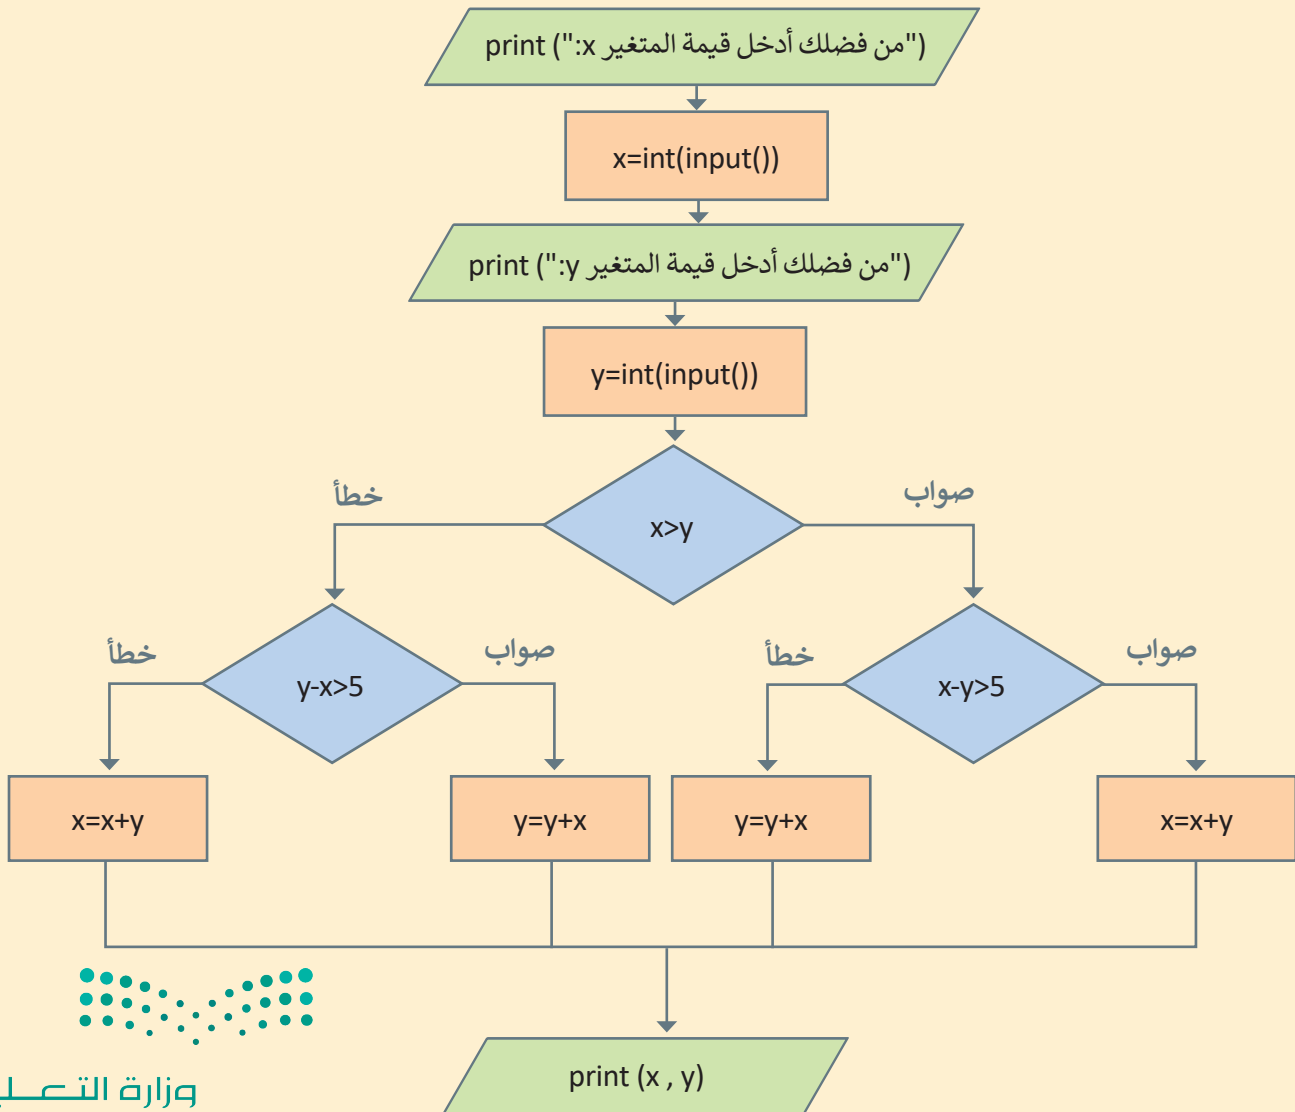 print ("من فضلك أدخل قيمة المتغير x:")
x=int(input())
print ("من فضلك أدخل قيمة المتغير y:")
y=int(input())
x>y
خطأ
صواب
y-x>5
خطأ
صواب
x-y>5
خطأ
صواب
x=x+y
y=y+x
y=y+x
x=x+y
print (x , y)
وزارة